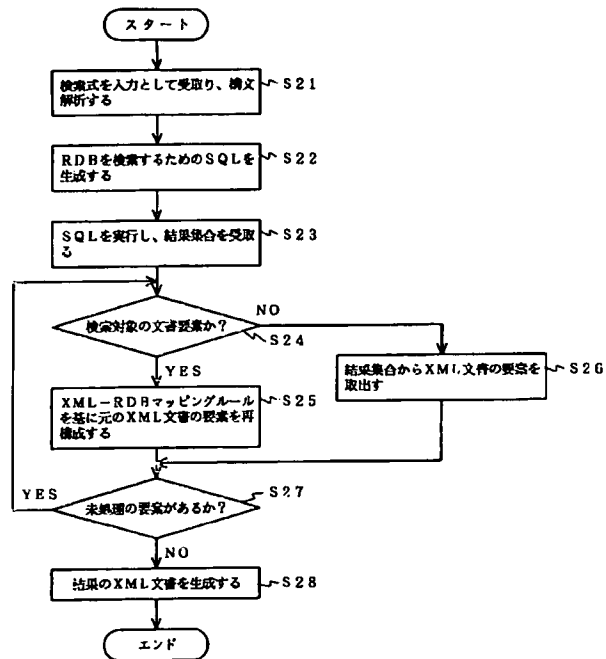 スタート
検索式を入力として受取り、構文
解析する
S21
RDBを検索するためのSQLを
生成する
S22
SQLを実行し、結果集合を受取
る
S23
検索対象の文書要素か?
NO
S24
YES
XML-RDBマッピングルール
を基に元のXML文書の要素を再
構成する
S25
結果集合からXML文書の要素を
取出す
S26
未処理の要素があるか?
S27
YES
NO
結果のXML文書を生成する
S28
エンド